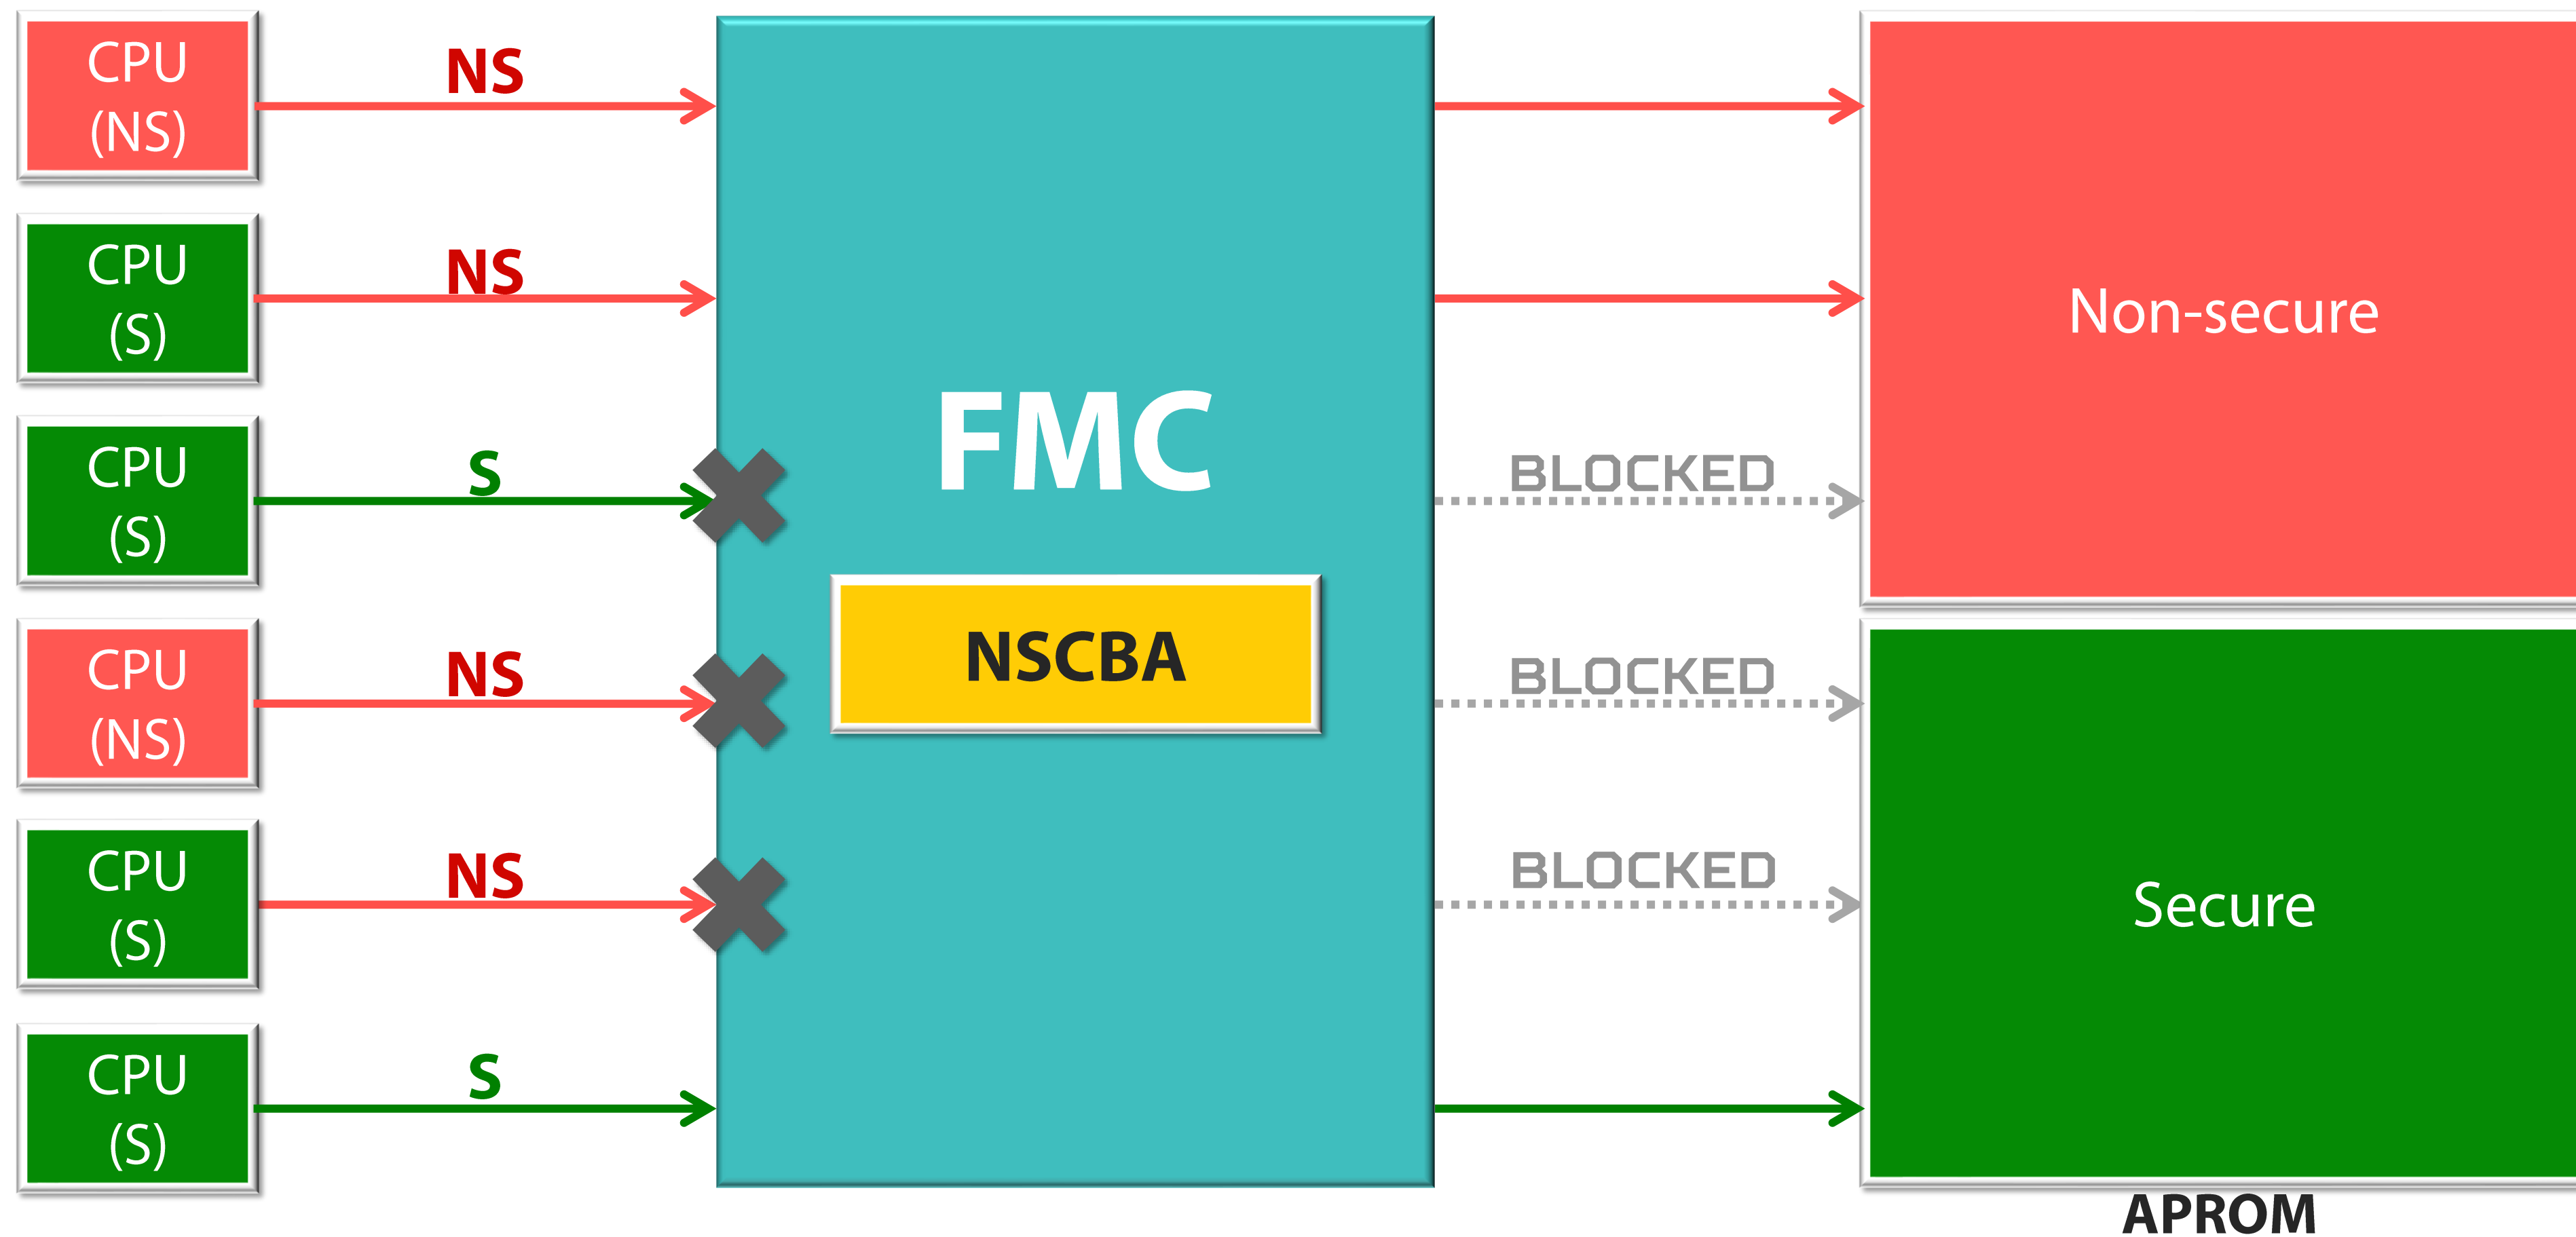 CPU
(NS)
NS
CPU
(S)
NS
CPU
(S)
S
CPU
(NS)
NS
CPU
(S)
NS
CPU
(S)
S
FMC
NSCBA
BLOCKED
BLOCKED
BLOCKED
Non-secure
Secure
APROM